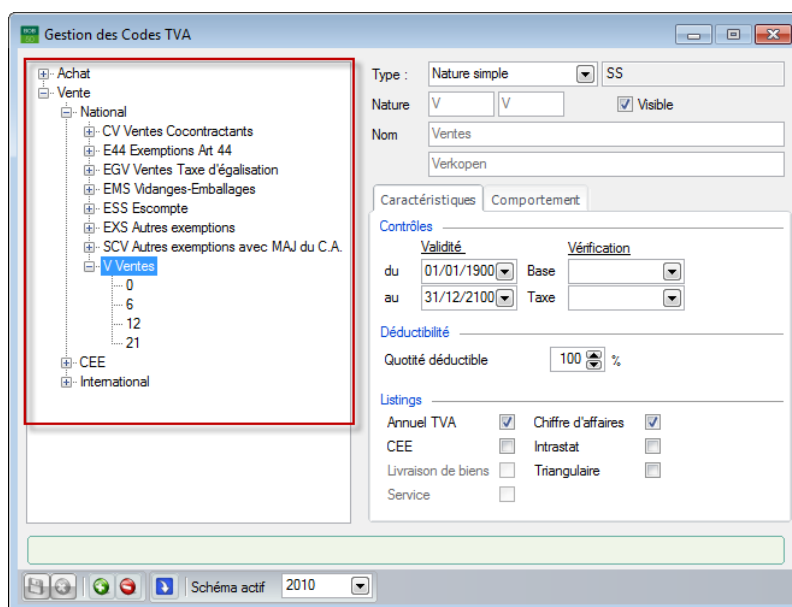 Gestion des Codes TVA
Achat
Vente
National
CV Ventes Cocontractants
E44 Exemptions Art 44
EGV Ventes Taxe d'égalisation
EMS Vidanges-Emballages
ESS Escompte
EXS Autres exemptions
SCV Autres exemptions avec MAJ du C.A.
V Ventes
0
6
12
21
CEE
International
Type : Nature simple SS
Nature V V Visible
Nom Ventes
Verkopen
Caractéristiques Comportement
Contrôles
Validité Vérification
du 01/01/1900 Base
au 31/12/2100 Taxe
Déductibilité
Quotité déductible 100 %
Listings
Annuel TVA Chiffre d'affaires
CEE Intrastat
Livraison de biens Triangulaire
Service
Schéma actif 2010